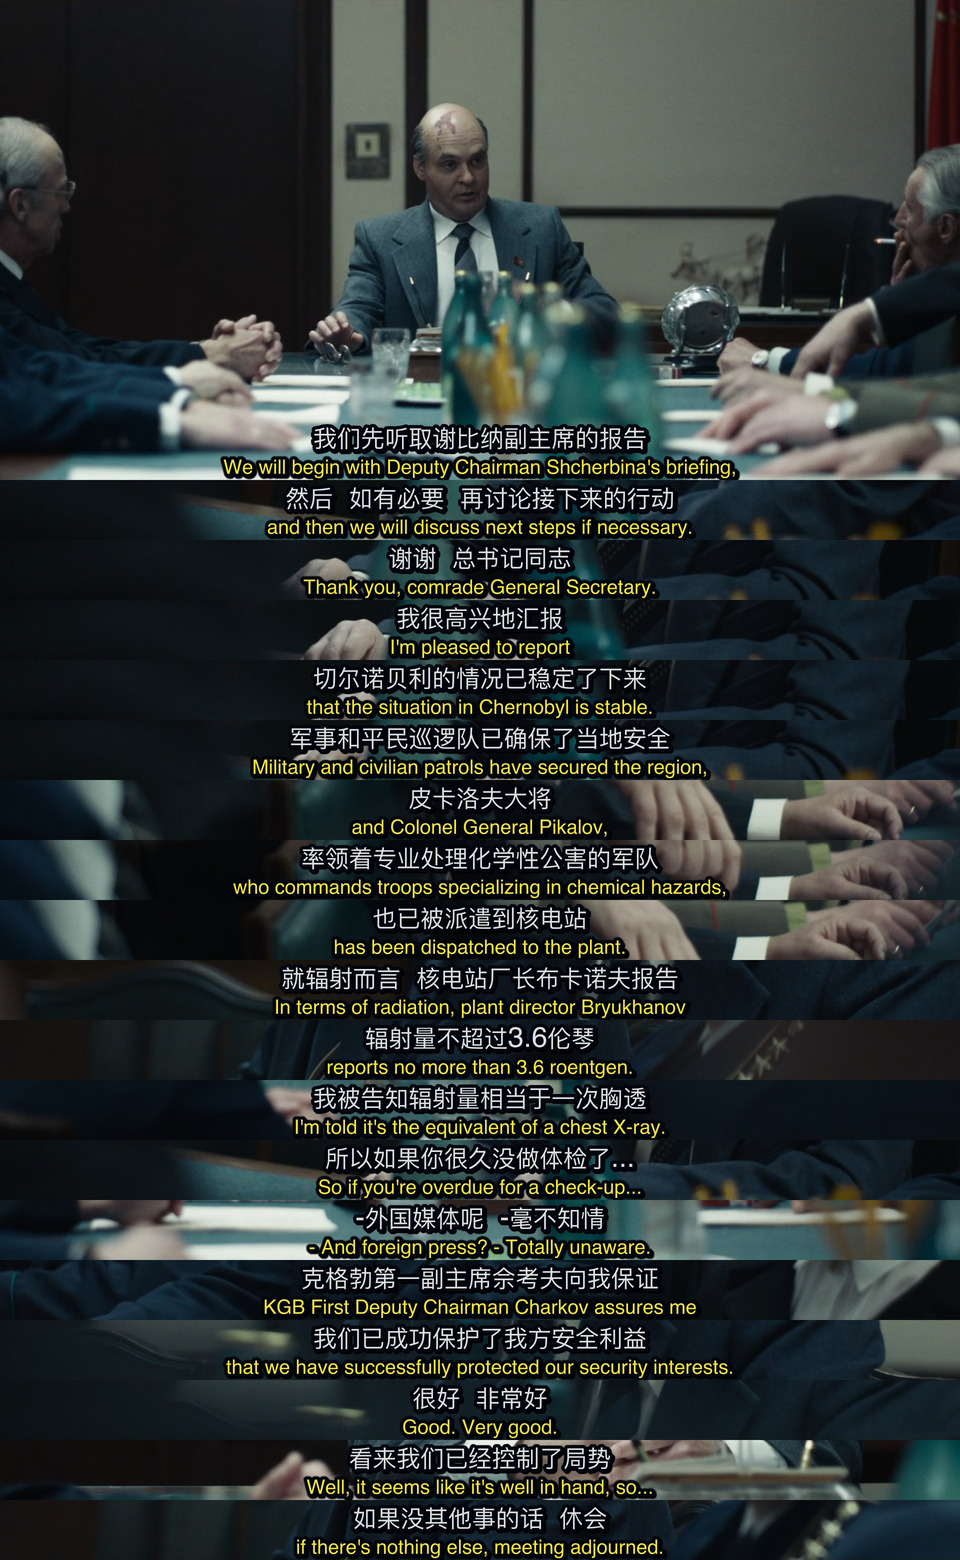 我们先听取谢比纳副主席的报告
We will begin with Deputy Chairman Shcherbina's briefing,
然后 如有必要 再讨论接下来的行动
and then we will discuss next steps if necessary.
谢谢 总书记同志
Thank you, comrade General Secretary.
我很高兴地汇报
I'm pleased to report
切尔诺贝利的情况已稳定了下来
that the situation in Chernobyl is stable.
军事和平民巡逻队已确保了当地安全
Military and civilian patrols have secured the region,
皮卡洛夫大将
and Colonel General Pikalov,
率领着专业处理化学性公害的军队
who commands troops specializing in chemical hazards,
也已被派遣到核电站
has been dispatched to the plant.
就辐射而言 核电站厂长布卡诺夫报告
In terms of radiation, plant director Bryukhanov
辐射量不超过3.6伦琴
reports no more than 3.6 roentgen.
我被告知辐射量相当于一次胸透
I'm told it's the equivalent of a chest X-ray.
所以如果你很久没做体检了...
So if you're overdue for a check-up...
-外国媒体呢 -毫不知情
- And foreign press? - Totally unaware.
克格勃第一副主席佘考夫向我保证
KGB First Deputy Chairman Charkov assures me
我们已成功保护了我方安全利益
that we have successfully protected our security interests.
很好 非常好
Good. Very good.
看来我们已经控制了局势
Well, it seems like it's well in hand, so...
如果没其他事的话 休会
if there's nothing else, meeting adjourned.